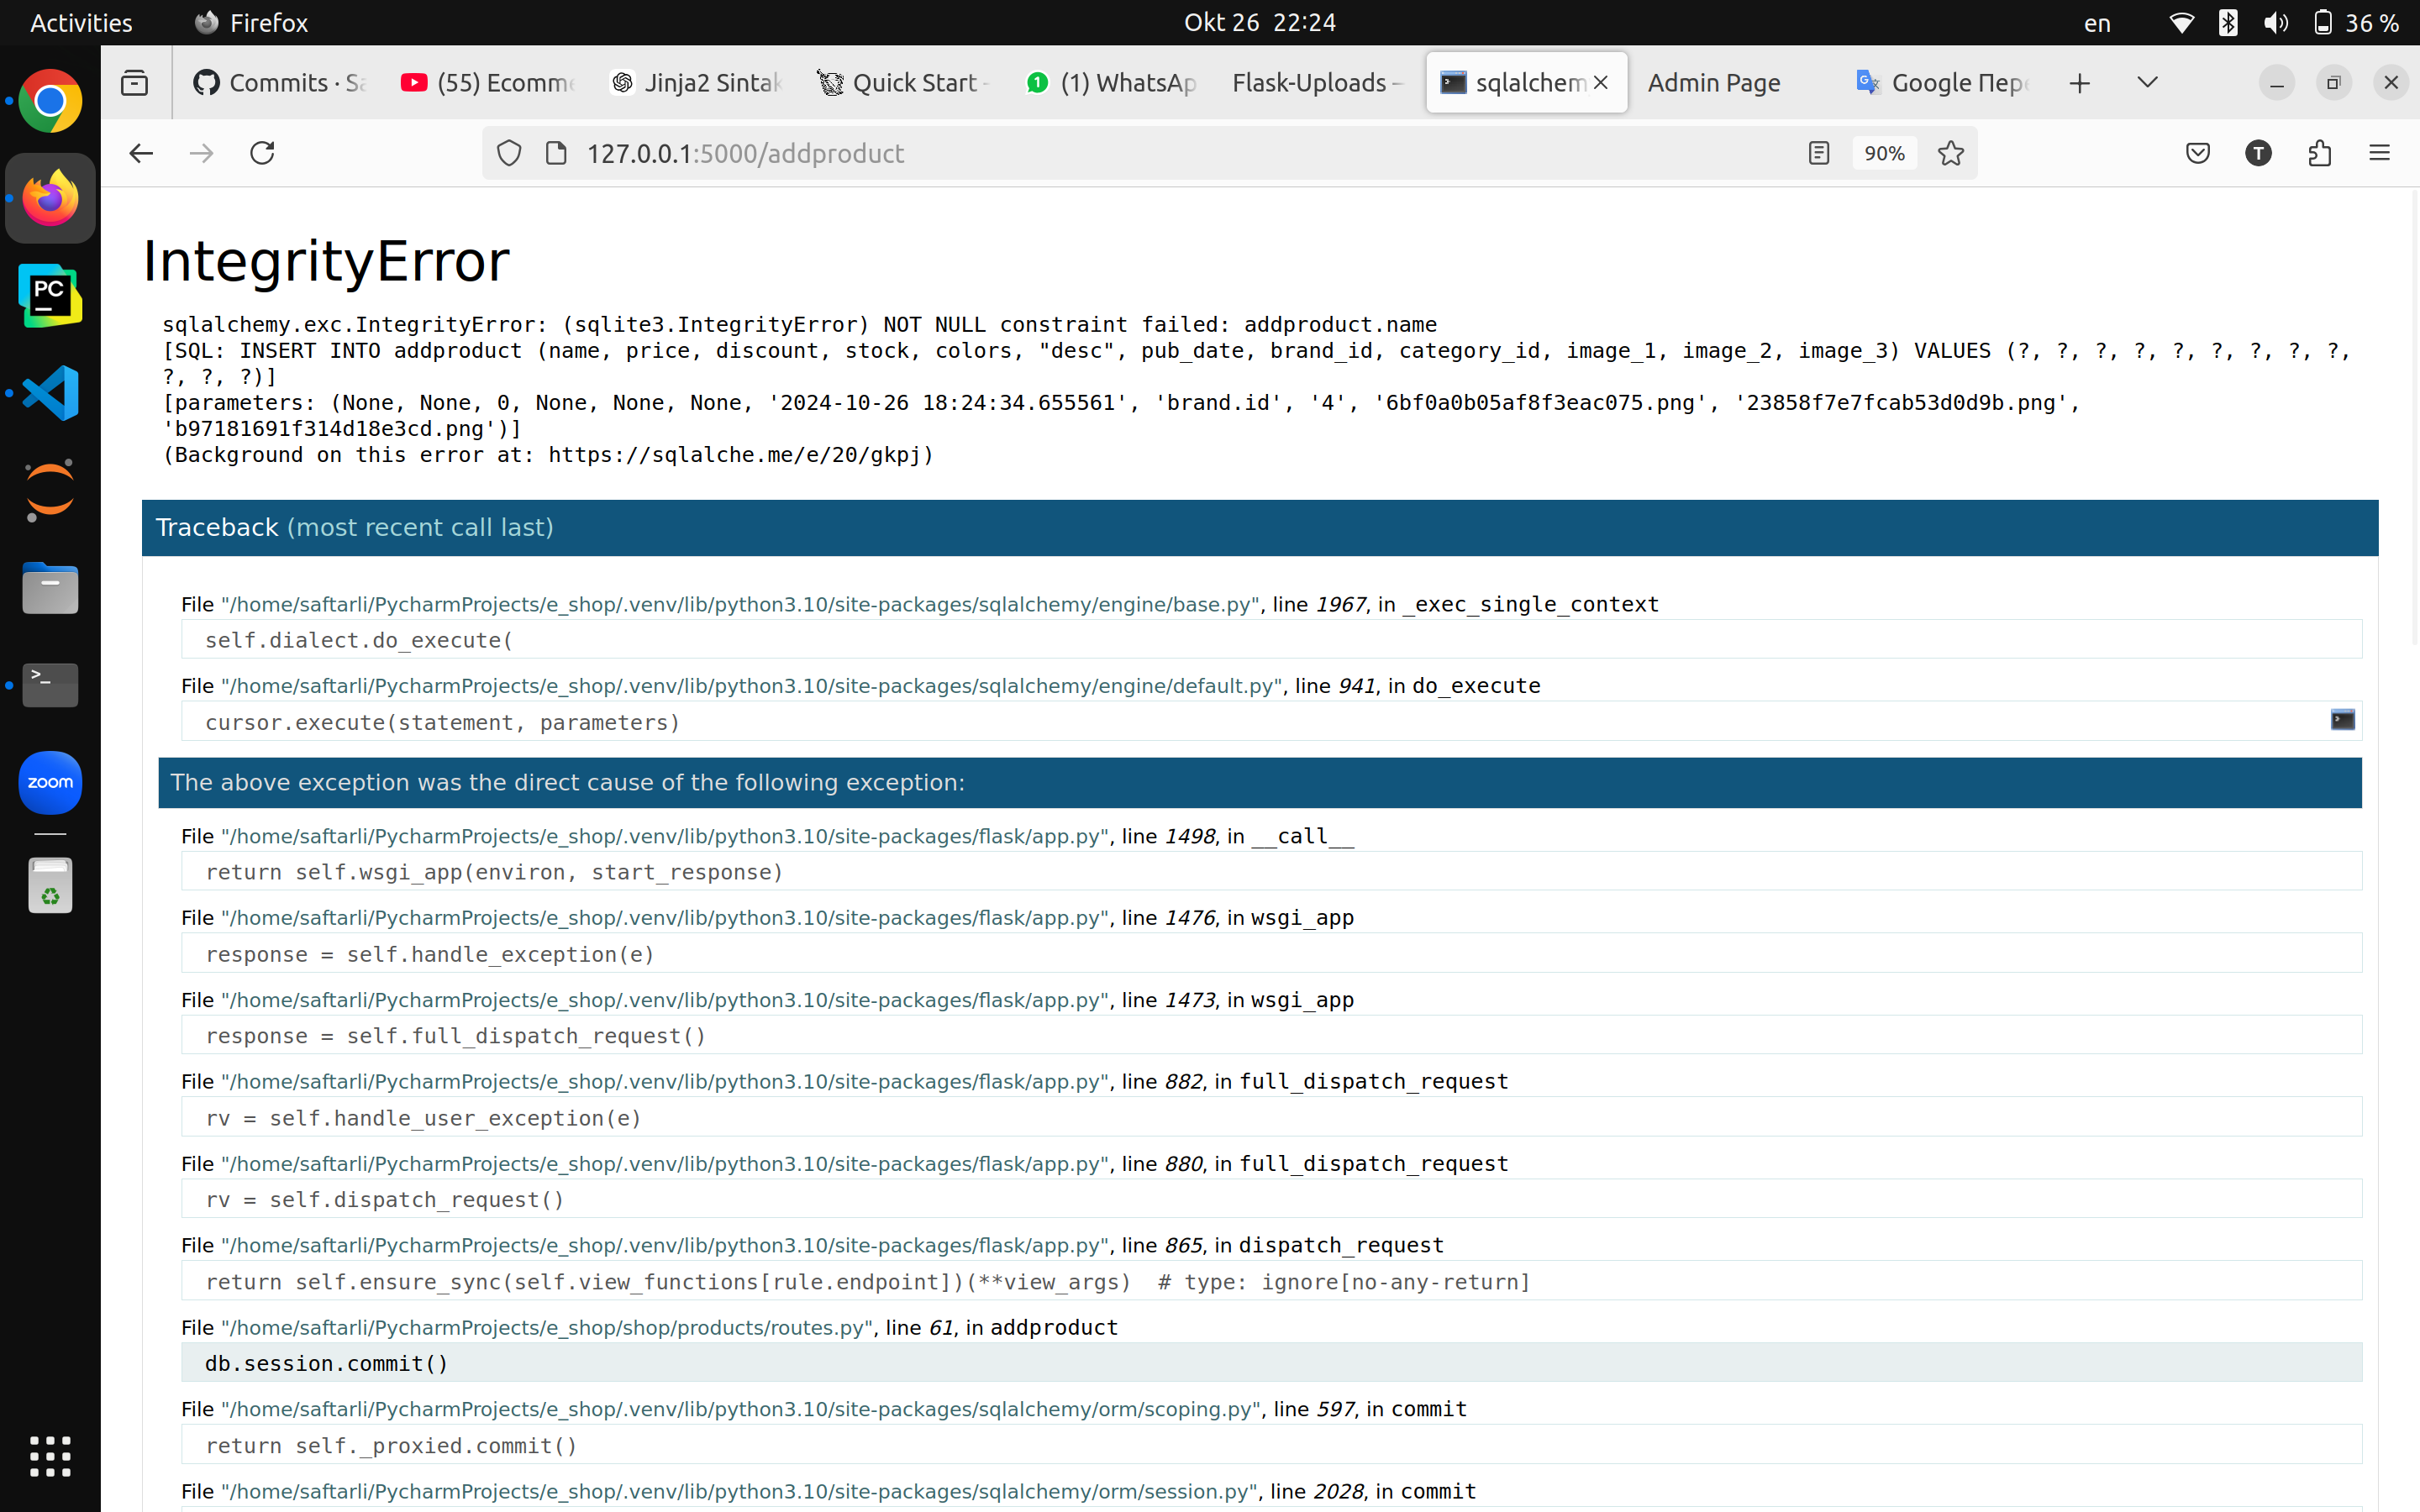 Activities Firefox Okt 26 22:24 en 36 %
Commits · Sa (55) Ecomme Jinja2 Sintak Quick Start - (1) WhatsAp Flask-Uploads – sqlalchem Admin Page Google Пере
127.0.0.1:5000/addproduct 90% T
PC
IntegrityError
sqlalchemy.exc.IntegrityError: (sqlite3.IntegrityError) NOT NULL constraint failed: addproduct.name
[SQL: INSERT INTO addproduct (name, price, discount, stock, colors, "desc", pub_date, brand_id, category_id, image_1, image_2, image_3) VALUES (?, ?, ?, ?, ?, ?, ?, ?, ?,
?, ?, ?)]
[parameters: (None, None, 0, None, None, None, '2024-10-26 18:24:34.655561', 'brand.id', '4', '6bf0a0b05af8f3eac075.png', '23858f7e7fcab53d0d9b.png',
'b97181691f314d18e3cd.png')]
(Background on this error at: https://sqlalche.me/e/20/gkpj)
Traceback (most recent call last)
File "/home/saftarli/PycharmProjects/e_shop/.venv/lib/python3.10/site-packages/sqlalchemy/engine/base.py", line 1967, in _exec_single_context
self.dialect.do_execute(
File "/home/saftarli/PycharmProjects/e_shop/.venv/lib/python3.10/site-packages/sqlalchemy/engine/default.py", line 941, in do_execute
cursor.execute(statement, parameters)
zoom
The above exception was the direct cause of the following exception:
File "/home/saftarli/PycharmProjects/e_shop/.venv/lib/python3.10/site-packages/flask/app.py", line 1498, in __call__
return self.wsgi_app(environ, start_response)
File "/home/saftarli/PycharmProjects/e_shop/.venv/lib/python3.10/site-packages/flask/app.py", line 1476, in wsgi_app
response = self.handle_exception(e)
File "/home/saftarli/PycharmProjects/e_shop/.venv/lib/python3.10/site-packages/flask/app.py", line 1473, in wsgi_app
response = self.full_dispatch_request()
File "/home/saftarli/PycharmProjects/e_shop/.venv/lib/python3.10/site-packages/flask/app.py", line 882, in full_dispatch_request
rv = self.handle_user_exception(e)
File "/home/saftarli/PycharmProjects/e_shop/.venv/lib/python3.10/site-packages/flask/app.py", line 880, in full_dispatch_request
rv = self.dispatch_request()
File "/home/saftarli/PycharmProjects/e_shop/.venv/lib/python3.10/site-packages/flask/app.py", line 865, in dispatch_request
return self.ensure_sync(self.view_functions[rule.endpoint])(**view_args)  # type: ignore[no-any-return]
File "/home/saftarli/PycharmProjects/e_shop/shop/products/routes.py", line 61, in addproduct
db.session.commit()
File "/home/saftarli/PycharmProjects/e_shop/.venv/lib/python3.10/site-packages/sqlalchemy/orm/scoping.py", line 597, in commit
return self._proxied.commit()
File "/home/saftarli/PycharmProjects/e_shop/.venv/lib/python3.10/site-packages/sqlalchemy/orm/session.py", line 2028, in commit